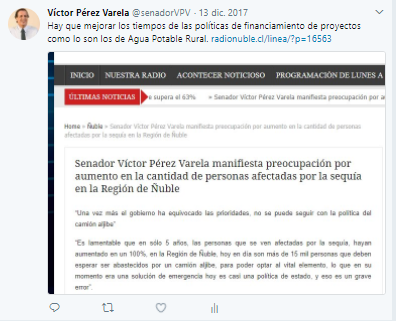 Víctor Pérez Varela @senadorVPV · 13 dic. 2017
Hay que mejorar los tiempos de las políticas de financiamiento de proyectos
como lo son los de Agua Potable Rural. radionuble.cl/linea/?p=16563
INICIO NUESTRA RADIO ACONTECER NOTICIOSO PROGRAMACIÓN DE LUNES A
ÚLTIMAS NOTICIAS e supera el 63% » Senador Víctor Pérez Varela manifiesta preocupación por aumento en
Home » Ñuble » Senador Víctor Pérez Varela manifiesta preocupación por aumento en la cantidad de personas
afectadas por la sequía en la Región de Ñuble
Senador Víctor Pérez Varela manifiesta preocupación por
aumento en la cantidad de personas afectadas por la sequía
en la Región de Ñuble
"Una vez más el gobierno ha equivocado las prioridades, no se puede seguir con la política del
camión aljibe"
"Es lamentable que en sólo 5 años, las personas que se ven afectadas por la sequía, hayan
aumentado en un 100%, en la Región de Ñuble, hoy en día son más de 15 mil personas que deben
esperar ser abastecidos por un camión aljibe, para poder optar al vital elemento, lo que en su
momento era una solución de emergencia hoy es casi una política de estado, y eso es un grave
error".